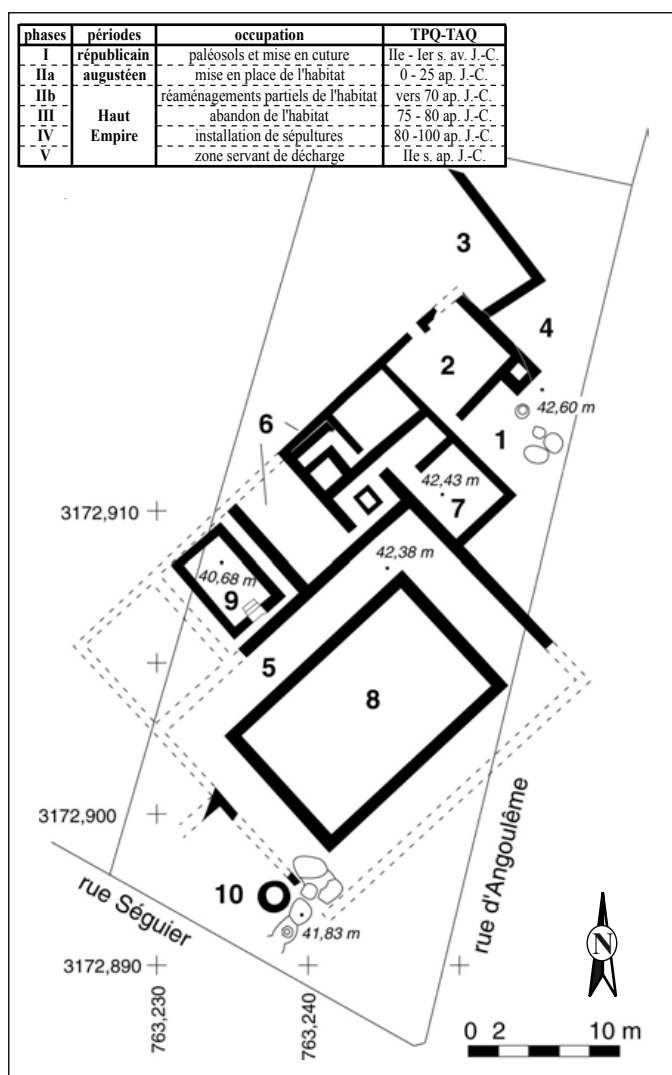 phases périodes occupation TPQ-TAQ
I républicain paléosols et mise en cuture IIe - Ier s. av. J.-C.
IIa augustéen mise en place de l'habitat 0 - 25 ap. J.-C.
IIb réaménagements partiels de l'habitat vers 70 ap. J.-C.
III Haut abandon de l'habitat 75 - 80 ap. J.-C.
IV Empire installation de sépultures 80 -100 ap. J.-C.
V zone servant de décharge IIe s. ap. J.-C.
3
4
2
42,60 m
6
1
42,43 m
7
3172,910
42,38 m
40,68 m
9
5
8
3172,900
rue d'Angoulême
10
rue Séguier
41,83 m
N
3172,890
763,230
763,240
0 2 10 m